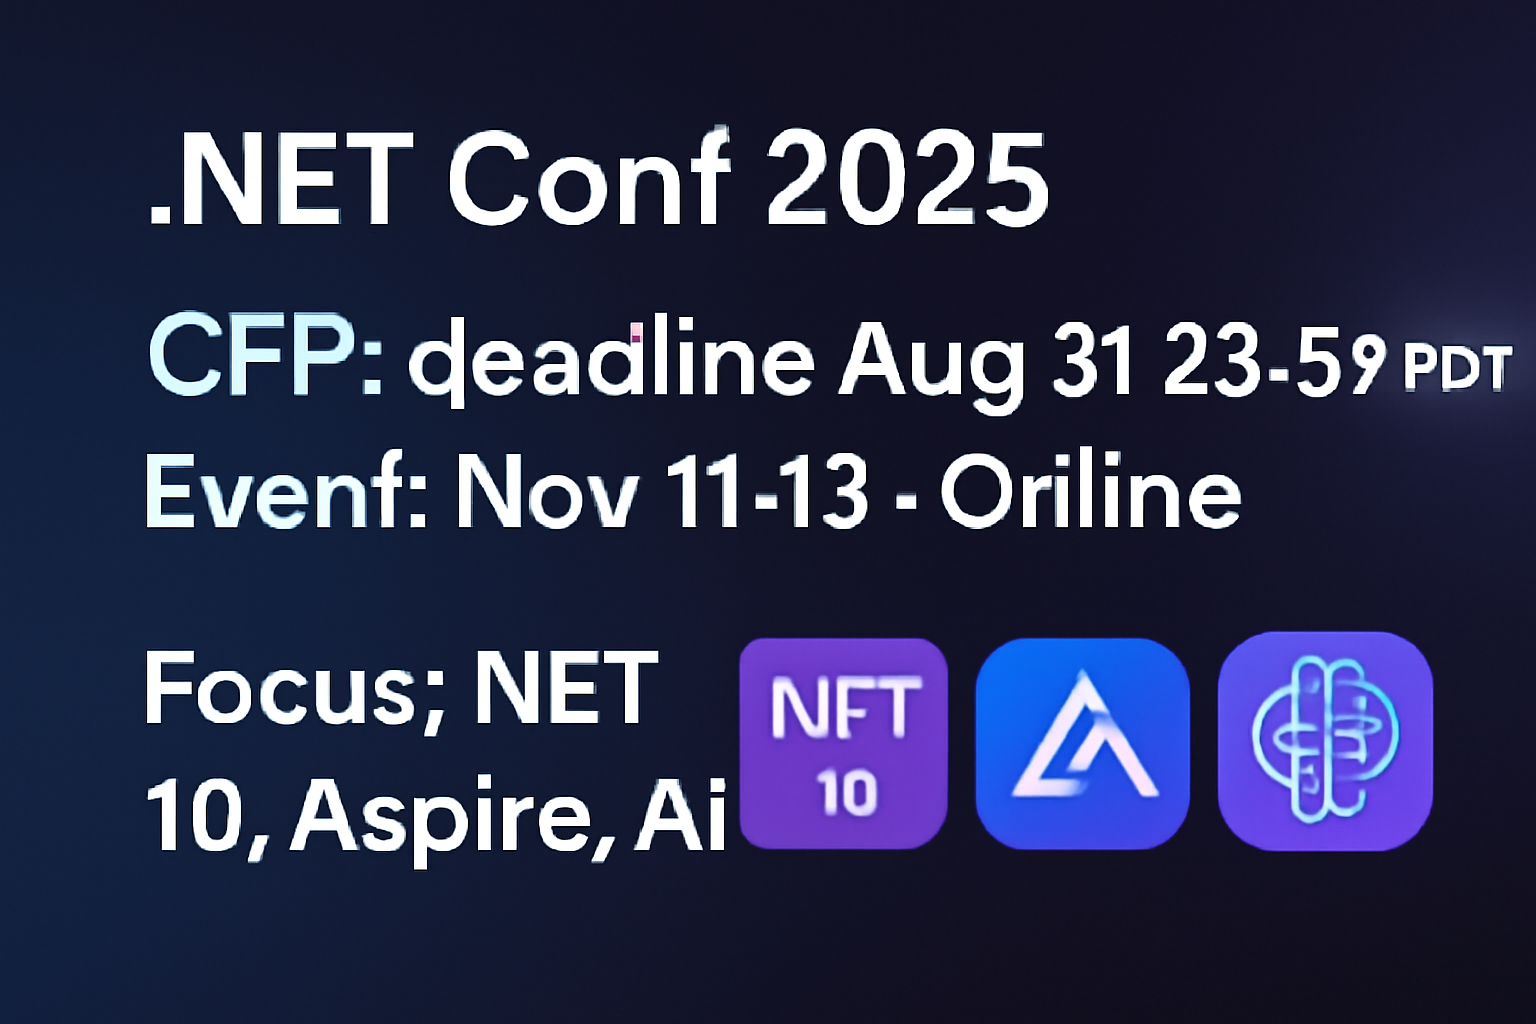 .NET Conf 2025
CFP: deadline Aug 31 23-59 PDT
Evenf: Nov 11-13 - Oriline
Focus; NET
10, Aspire, Ai
NFT
10